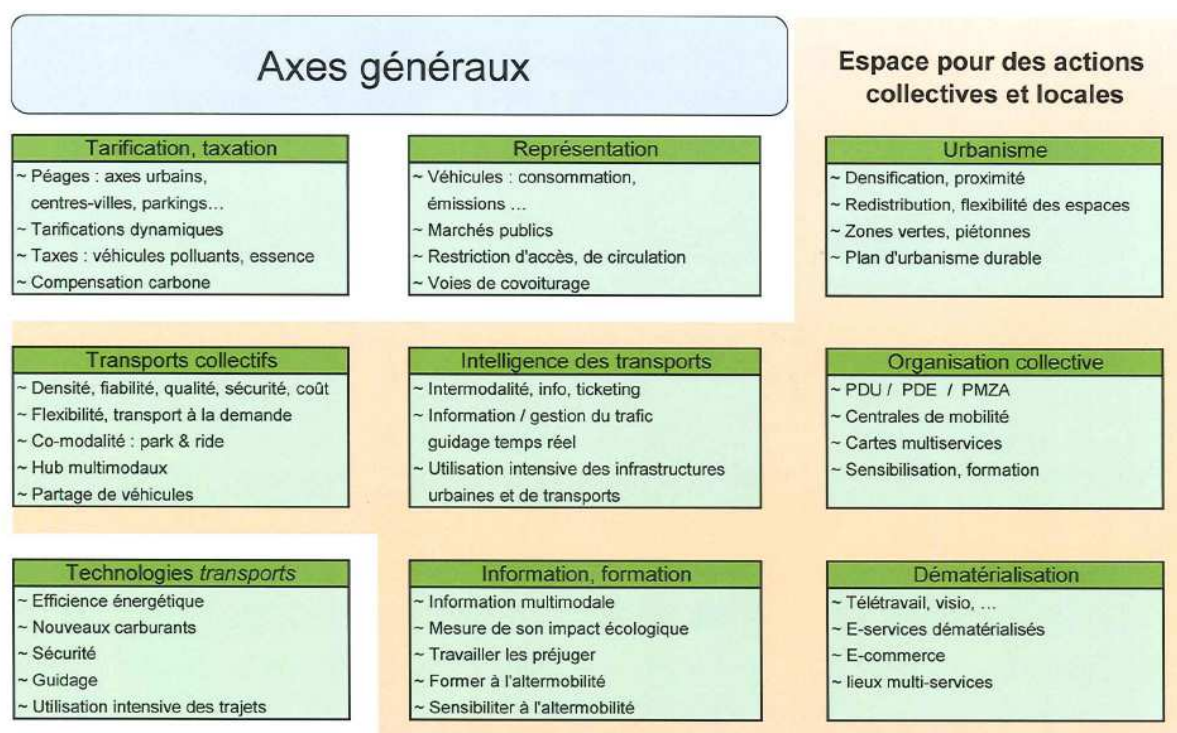 Axes généraux
Espace pour des actions
collectives et locales
Tarification, taxation
~ Péages : axes urbains,
centres-villes, parkings...
~ Tarifications dynamiques
~ Taxes : véhicules polluants, essence
~ Compensation carbone
Représentation
~ Véhicules : consommation,
émissions ...
~ Marchés publics
~ Restriction d'accès, de circulation
~ Voies de covoiturage
Urbanisme
~ Densification, proximité
~ Redistribution, flexibilité des espaces
~ Zones vertes, piétonnes
~ Plan d'urbanisme durable
Transports collectifs
~ Densité, fiabilité, qualité, sécurité, coût
~ Flexibilité, transport à la demande
~ Co-modalité : park & ride
~ Hub multimodaux
~ Partage de véhicules
Intelligence des transports
~ Intermodalité, info, ticketing
~ Information / gestion du trafic
guidage temps réel
~ Utilisation intensive des infrastructures
urbaines et de transports
Organisation collective
~ PDU / PDE / PMZA
~ Centrales de mobilité
~ Cartes multiservices
~ Sensibilisation, formation
Technologies transports
~ Efficience énergétique
~ Nouveaux carburants
~ Sécurité
~ Guidage
~ Utilisation intensive des trajets
Information, formation
~ Information multimodale
~ Mesure de son impact écologique
~ Travailler les préjuger
~ Former à l'altermobilité
~ Sensibiliter à l'altermobilité
Dématérialisation
~ Télétravail, visio, ...
~ E-services dématérialisés
~ E-commerce
~ lieux multi-services